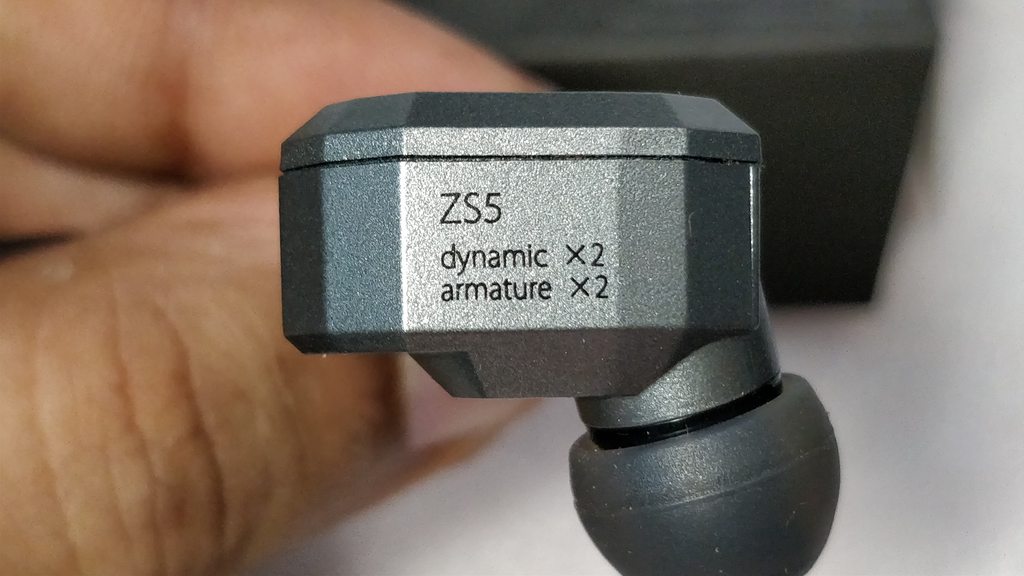 ZS5
dynamic ×2
armature ×2